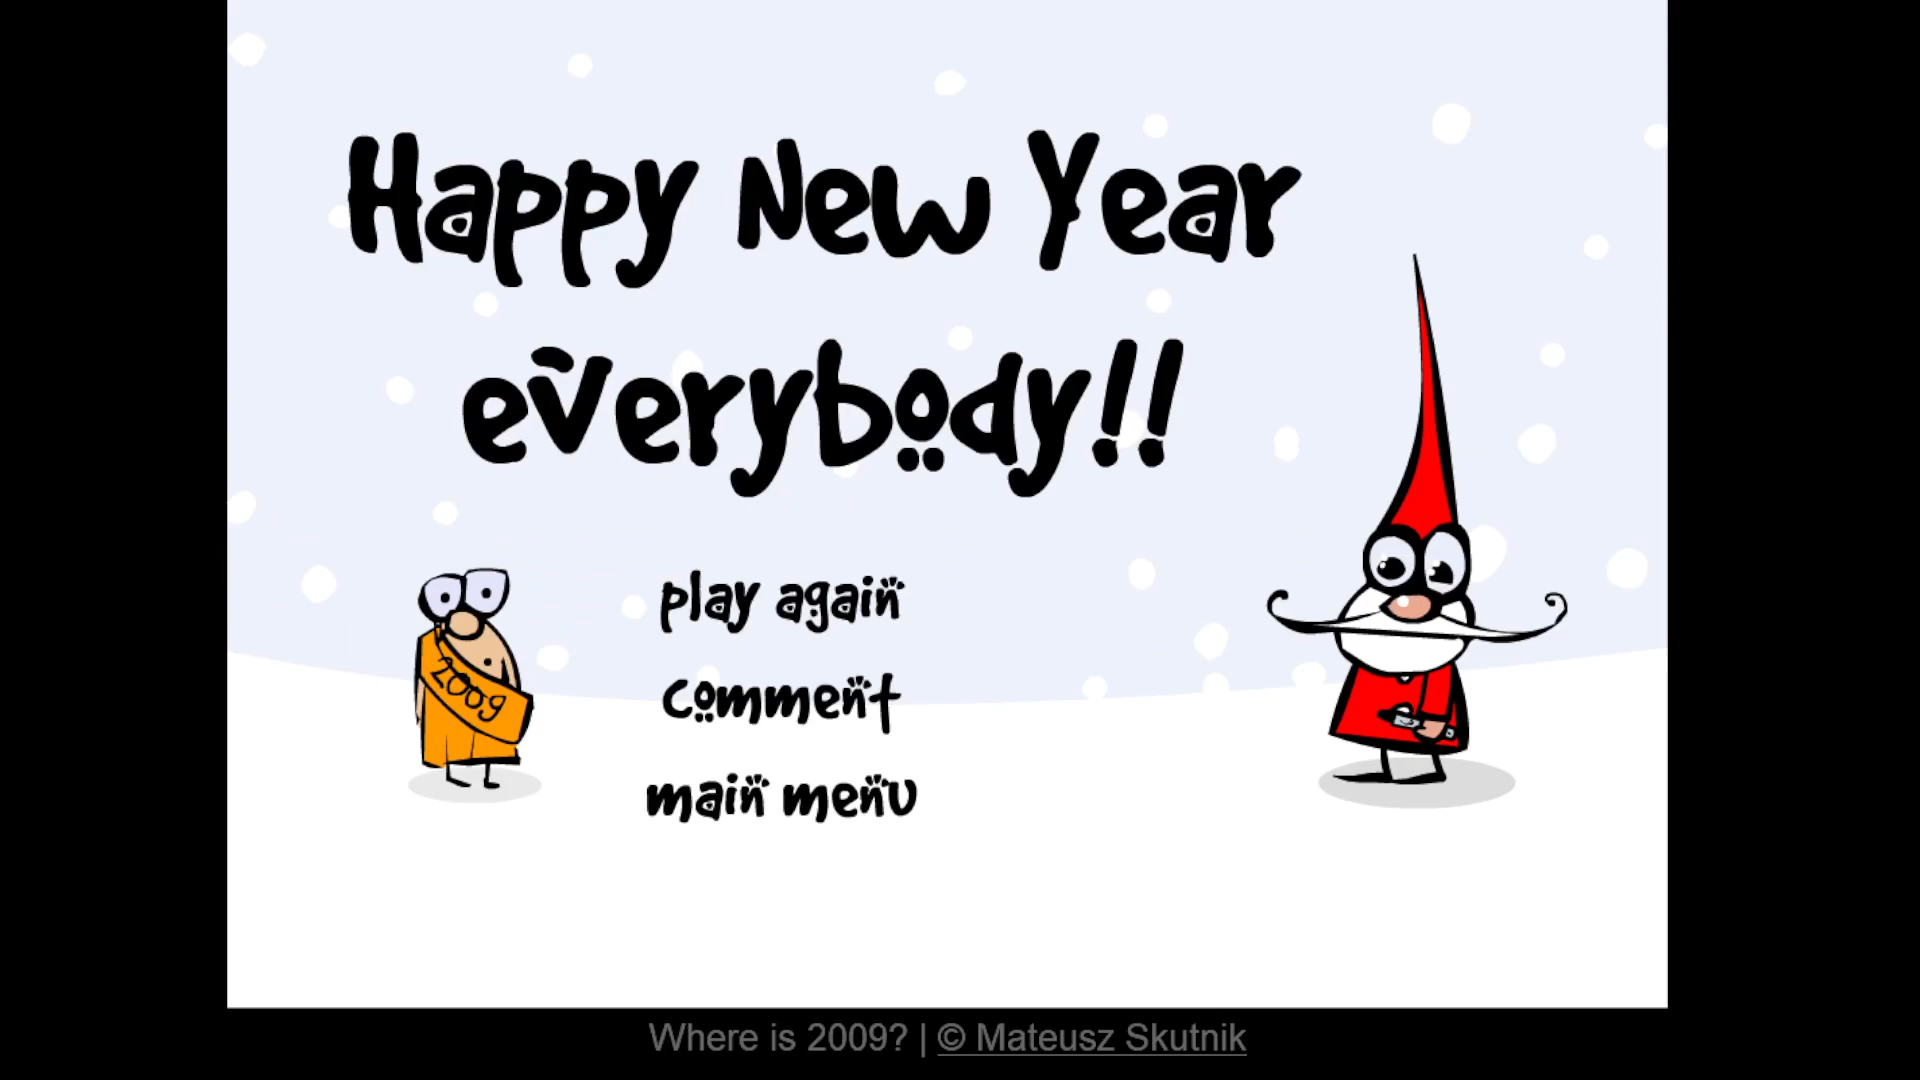 Happy New Year
everybody!!
play again
2009
comment
main menu
Where is 2009? | © Mateusz Skutnik